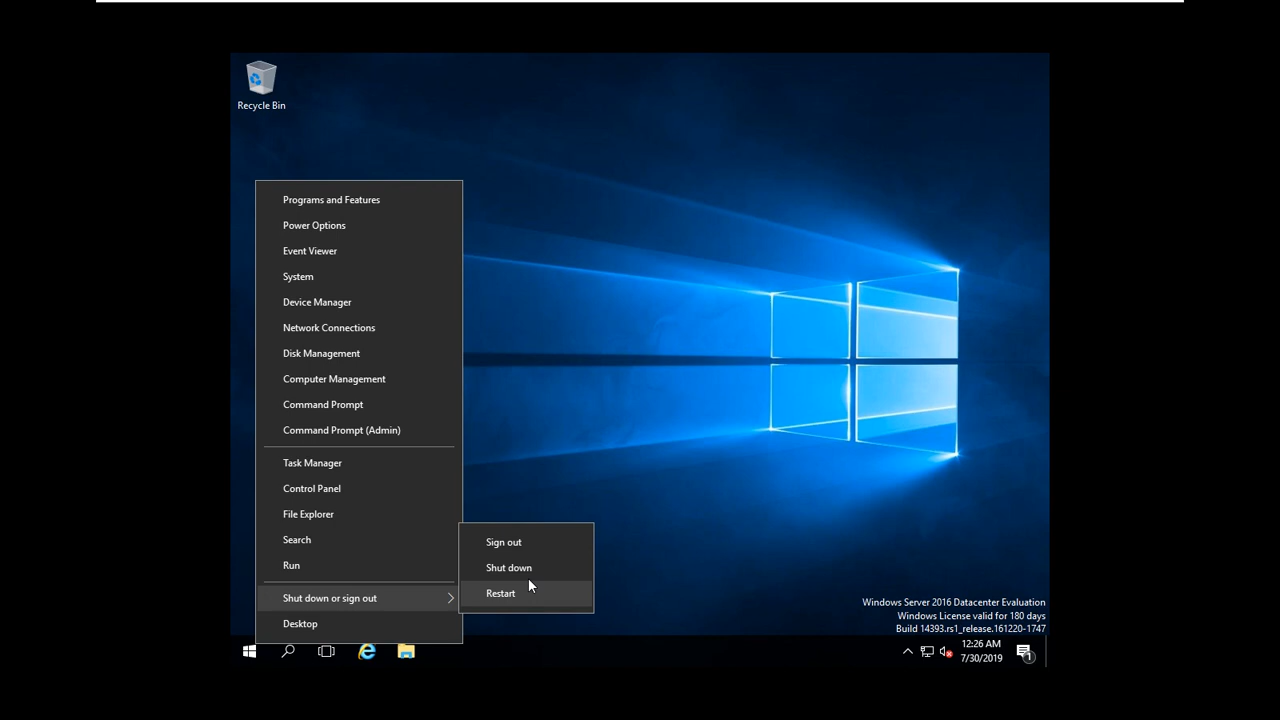 Recycle Bin
Programs and Features
Power Options
Event Viewer
System
Device Manager
Network Connections
Disk Management
Computer Management
Command Prompt
Command Prompt (Admin)
Task Manager
Control Panel
File Explorer
Search
Run
Shut down or sign out
Desktop
Sign out
Shut down
Restart
Windows Server 2016 Datacenter Evaluation
Windows License valid for 180 days
Build 14393.rs1_release.161220-1747
12:26 AM
7/30/2019
1